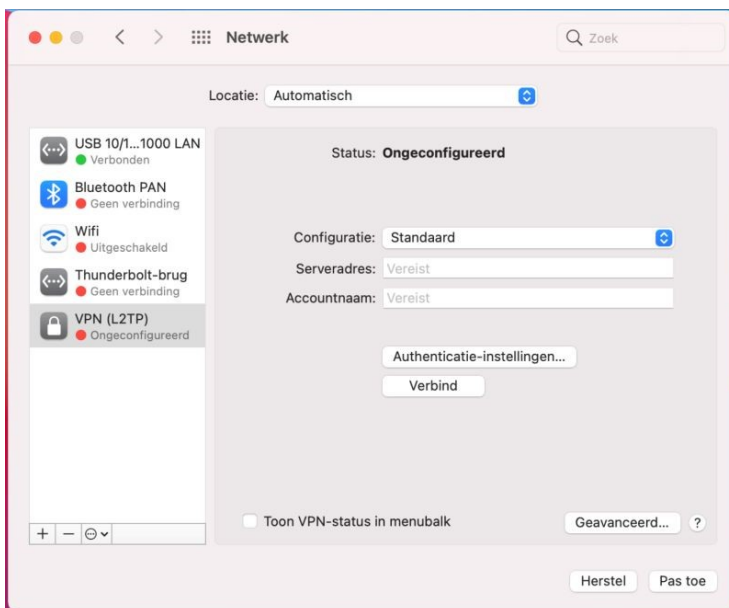 Netwerk
Zoek
Locatie: Automatisch
USB 10/1...1000 LAN
Verbonden
Bluetooth PAN
Geen verbinding
Wifi
Uitgeschakeld
Thunderbolt-brug
Geen verbinding
VPN (L2TP)
Ongeconfigureerd
Status: Ongeconfigureerd
Configuratie: Standaard
Serveradres: Vereist
Accountnaam: Vereist
Authenticatie-instellingen...
Verbind
Toon VPN-status in menubalk
Geavanceerd... ?
Herstel Pas toe